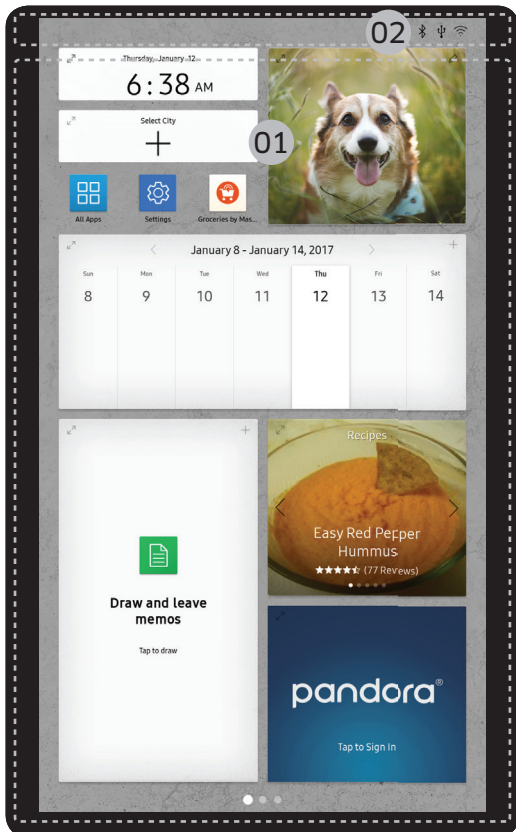 02
Thursday, January 12
6:38 AM
Select City
01
All Apps
Settings
Groceries by Mas...
January 8 - January 14, 2017
Sun
Mon
Tue
Wed
Thu
Fri
Sat
8
9
10
11
12
13
14
Recipes
Easy Red Pepper
Hummus
(77 Reviews)
Draw and leave
memos
Tap to draw
pandora®
Tap to Sign In